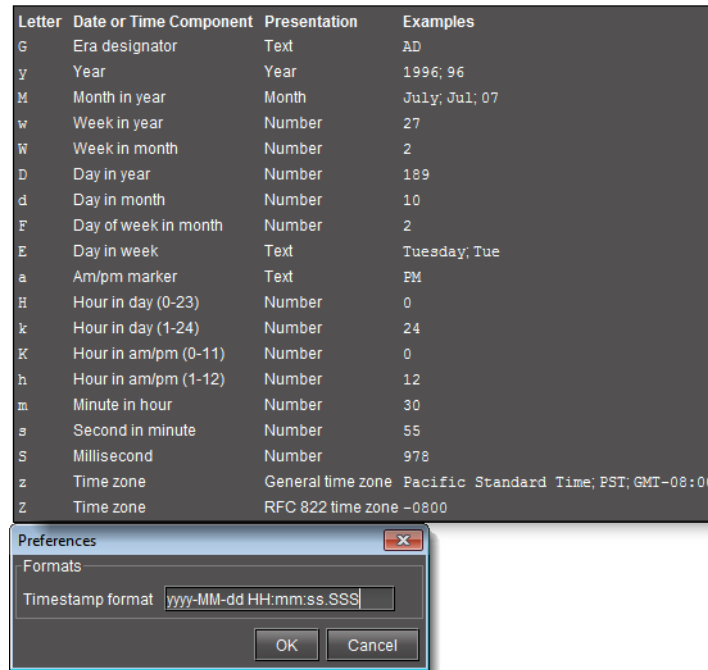 Letter Date or Time Component Presentation Examples
G Era designator Text AD
y Year Year 1996; 96
M Month in year Month July; Jul; 07
w Week in year Number 27
W Week in month Number 2
D Day in year Number 189
d Day in month Number 10
F Day of week in month Number 2
E Day in week Text Tuesday; Tue
a Am/pm marker Text PM
H Hour in day (0-23) Number 0
k Hour in day (1-24) Number 24
K Hour in am/pm (0-11) Number 0
h Hour in am/pm (1-12) Number 12
m Minute in hour Number 30
s Second in minute Number 55
S Millisecond Number 978
z Time zone General time zone Pacific Standard Time; PST; GMT-08:00
Z Time zone RFC 822 time zone -0800
Preferences
Formats
Timestamp format yyyy-MM-dd HH:mm:ss.SSS
OK Cancel